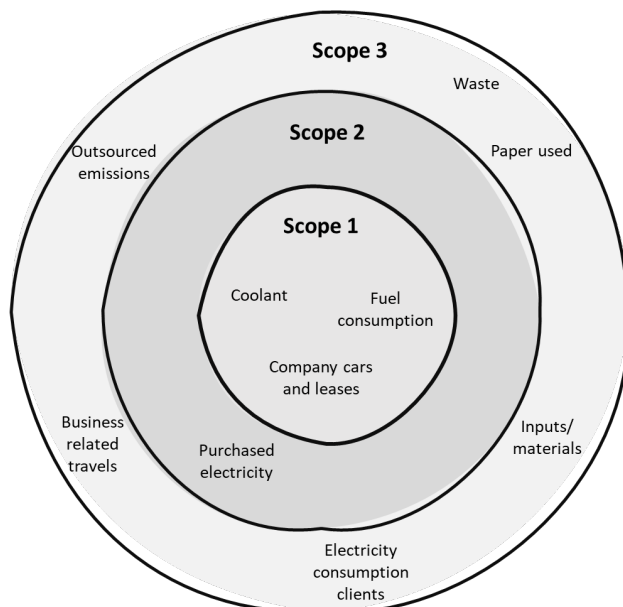 Scope 3
Waste
Scope 2
Outsourced
emissions
Paper used
Scope 1
Coolant
Fuel
consumption
Company cars
and leases
Business
related
travels
Purchased
electricity
Inputs/
materials
Electricity
consumption
clients